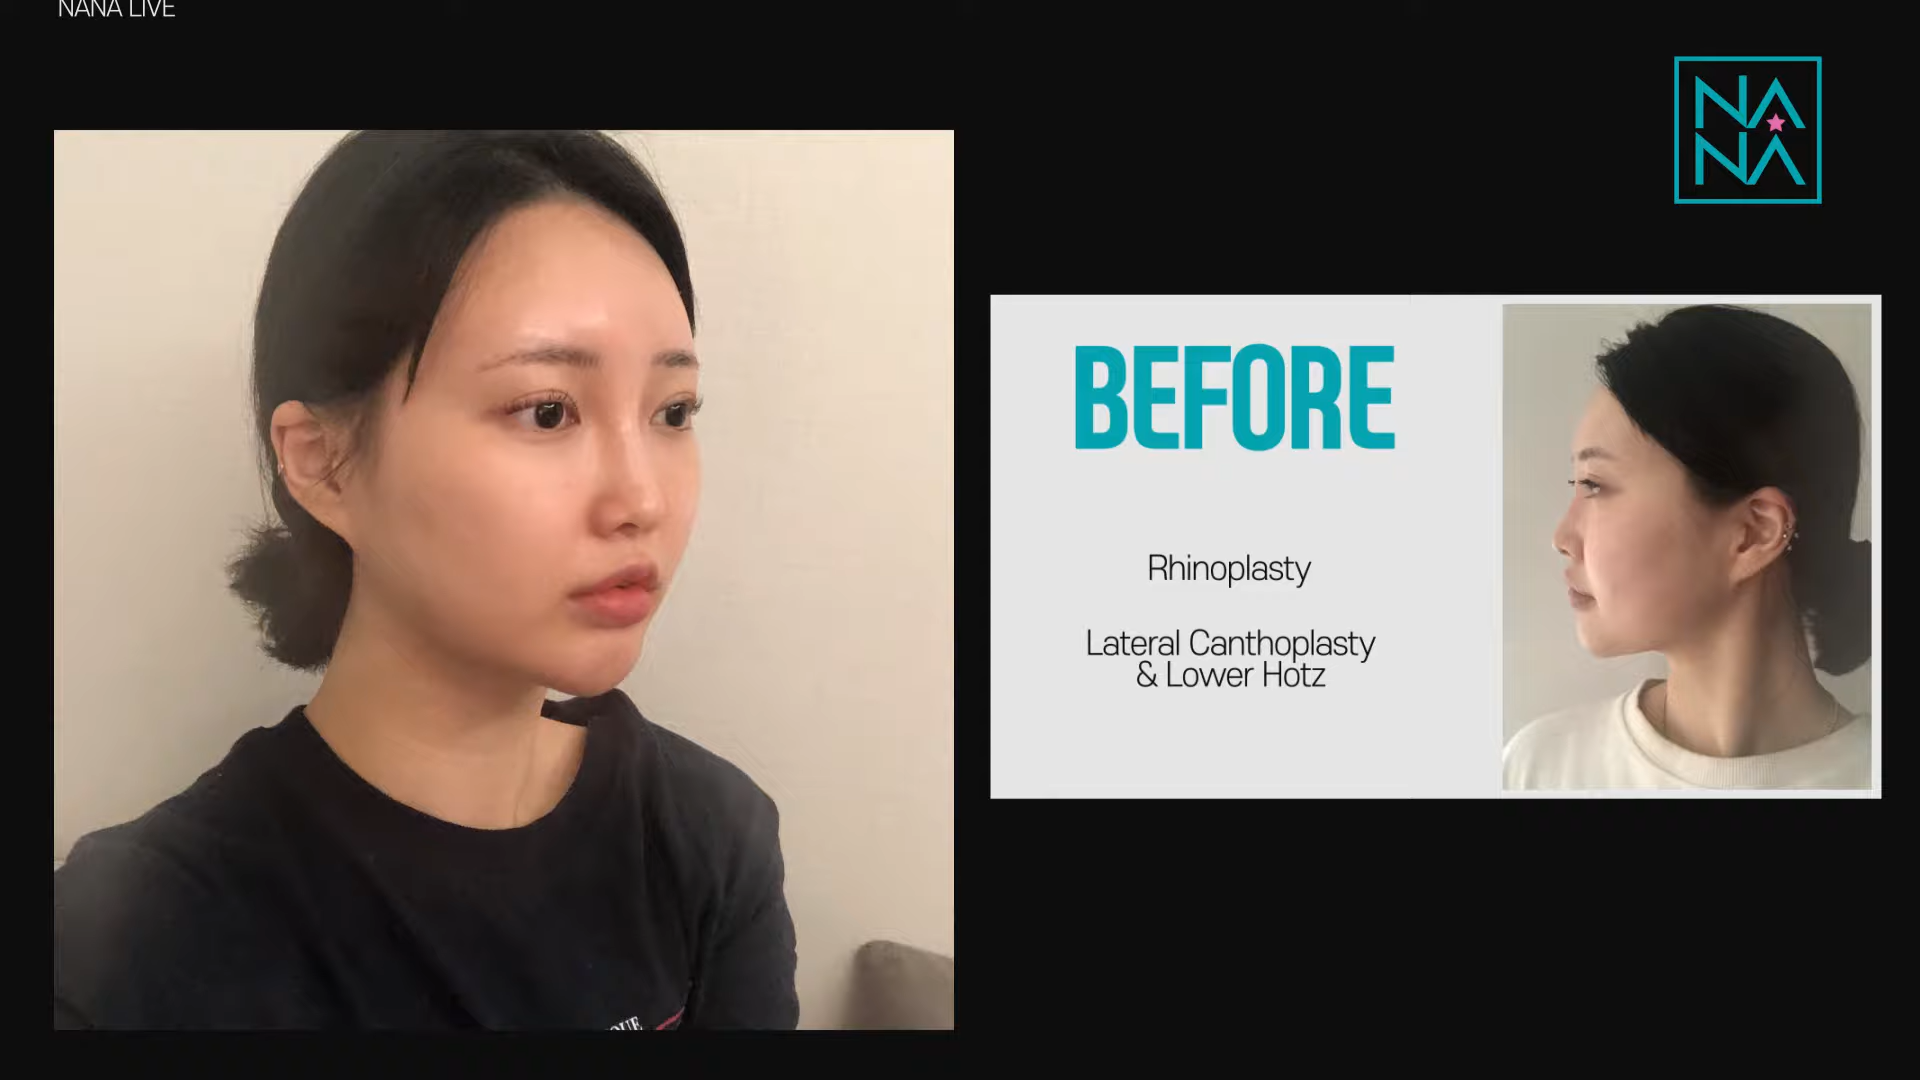 NANA LIVE
NA
NA
BEFORE
Rhinoplasty
Lateral Canthoplasty
& Lower Hotz